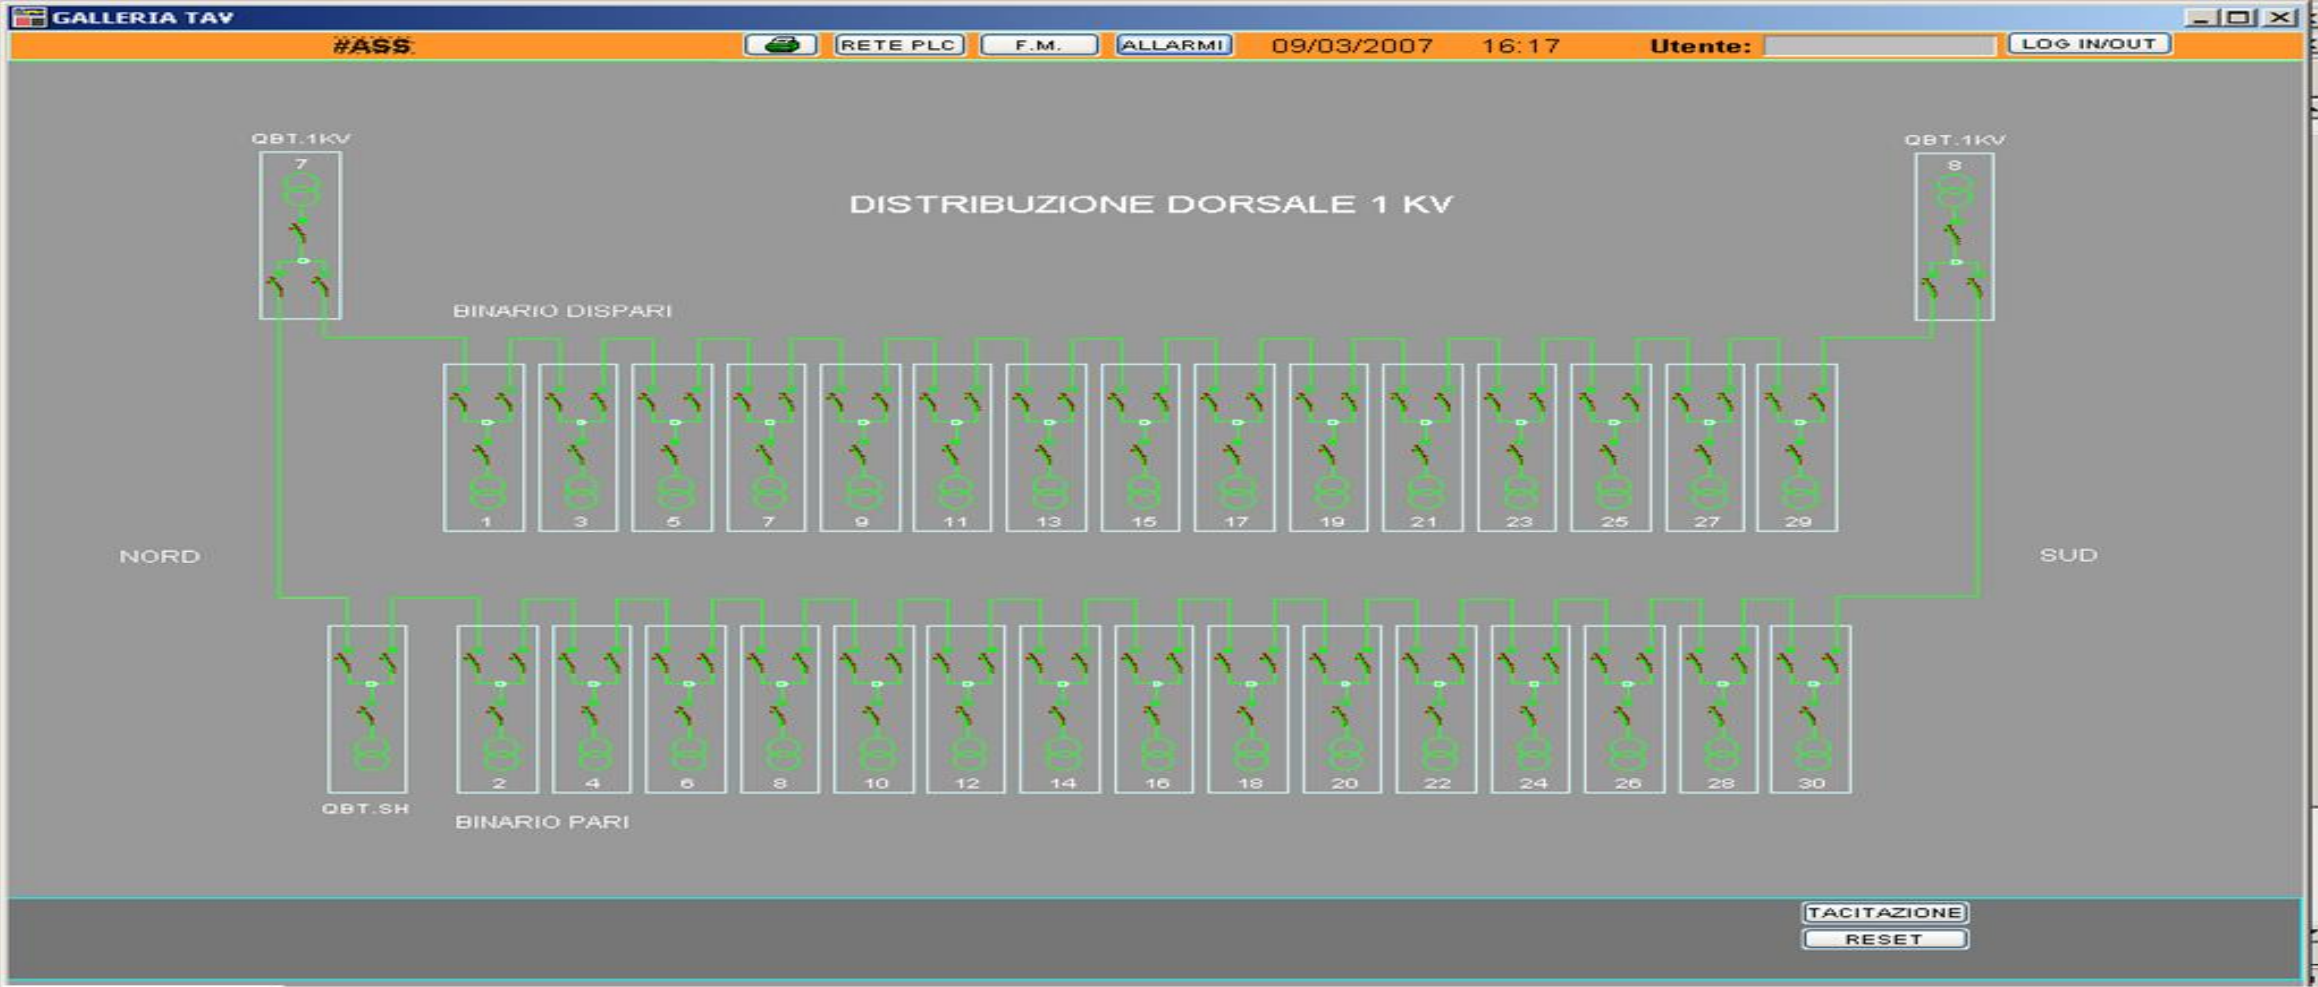 GALLERIA TAV
#ASS RETE PLC F.M. ALLARMI 09/03/2007 16:17 Utente: LOG IN/OUT
QBT.1KV QBT.1KV
7 8
DISTRIBUZIONE DORSALE 1 KV
BINARIO DISPARI
1 3 5 7 9 11 13 15 17 19 21 23 25 27 29
NORD SUD
2 4 6 8 10 12 14 16 18 20 22 24 26 28 30
QBT.SH
BINARIO PARI
TACITAZIONE
RESET